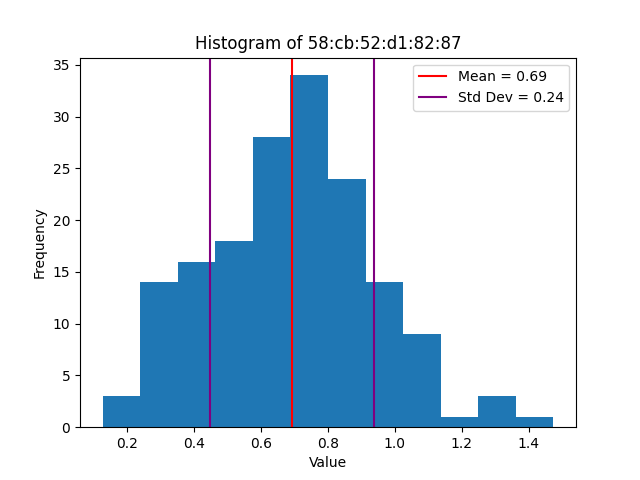 Histogram of 58:cb:52:d1:82:87
Mean = 0.69
Std Dev = 0.24
Frequency
35
30
25
20
15
10
5
0
0.2 0.4 0.6 0.8 1.0 1.2 1.4
Value